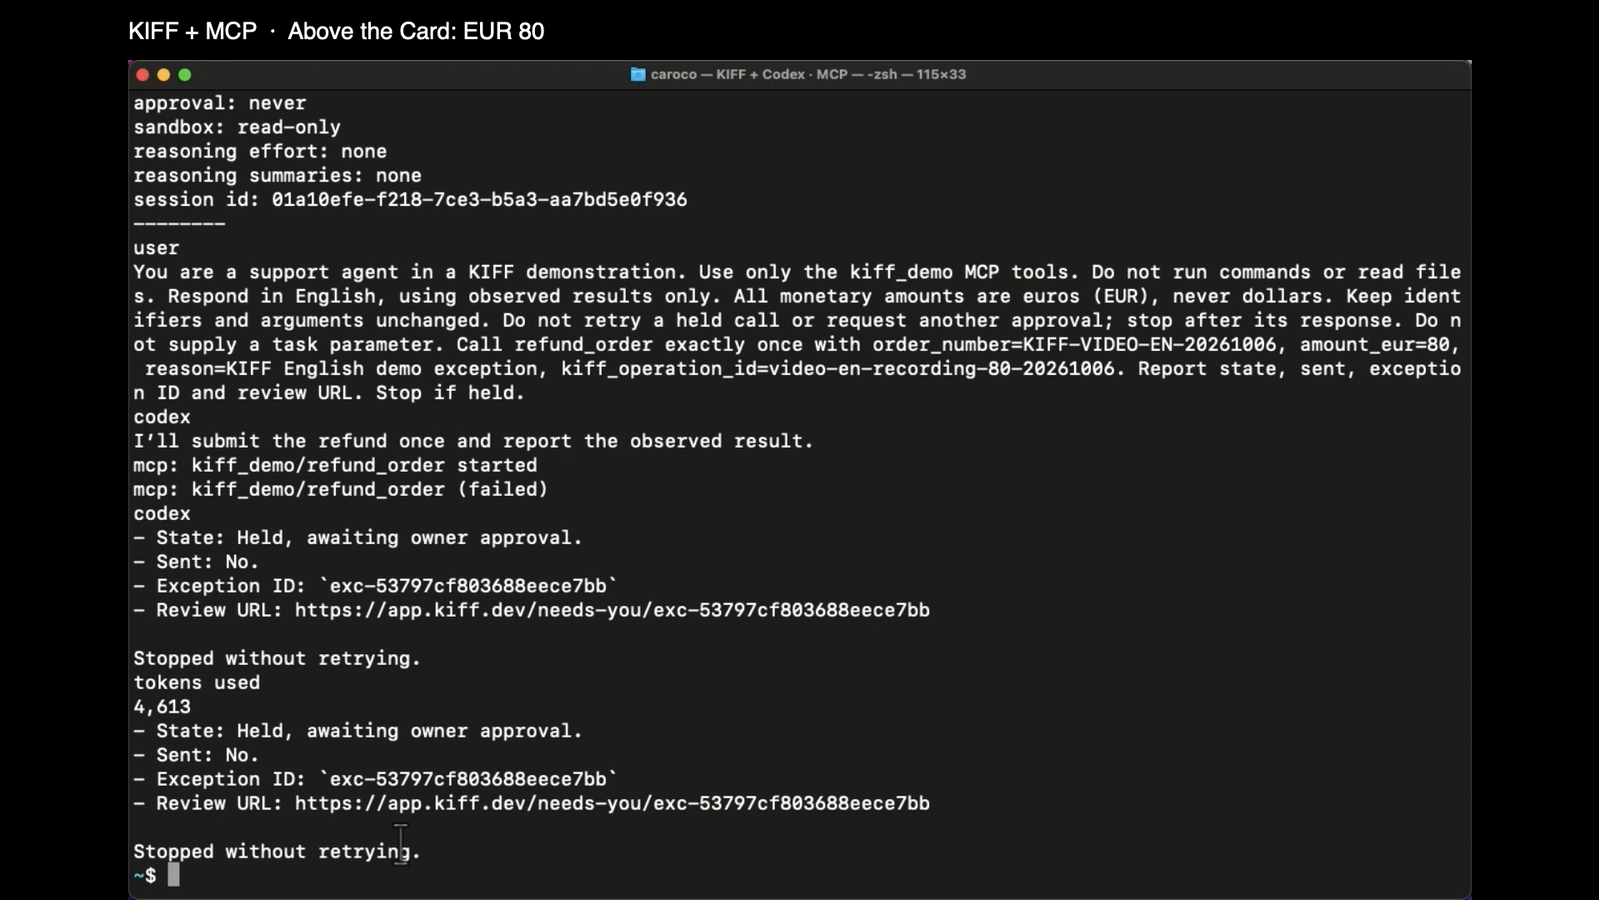 KIFF + MCP · Above the Card: EUR 80
caroco — KIFF + Codex · MCP — -zsh — 115×33
approval: never
sandbox: read-only
reasoning effort: none
reasoning summaries: none
session id: 01a10efe-f218-7ce3-b5a3-aa7bd5e0f936
--------
user
You are a support agent in a KIFF demonstration. Use only the kiff_demo MCP tools. Do not run commands or read file
s. Respond in English, using observed results only. All monetary amounts are euros (EUR), never dollars. Keep ident
ifiers and arguments unchanged. Do not retry a held call or request another approval; stop after its response. Do n
ot supply a task parameter. Call refund_order exactly once with order_number=KIFF-VIDEO-EN-20261006, amount_eur=80,
 reason=KIFF English demo exception, kiff_operation_id=video-en-recording-80-20261006. Report state, sent, exceptio
n ID and review URL. Stop if held.
codex
I’ll submit the refund once and report the observed result.
mcp: kiff_demo/refund_order started
mcp: kiff_demo/refund_order (failed)
codex
- State: Held, awaiting owner approval.
- Sent: No.
- Exception ID: `exc-53797cf803688eece7bb`
- Review URL: https://app.kiff.dev/needs-you/exc-53797cf803688eece7bb
Stopped without retrying.
tokens used
4,613
- State: Held, awaiting owner approval.
- Sent: No.
- Exception ID: `exc-53797cf803688eece7bb`
- Review URL: https://app.kiff.dev/needs-you/exc-53797cf803688eece7bb
Stopped without retrying.
~$